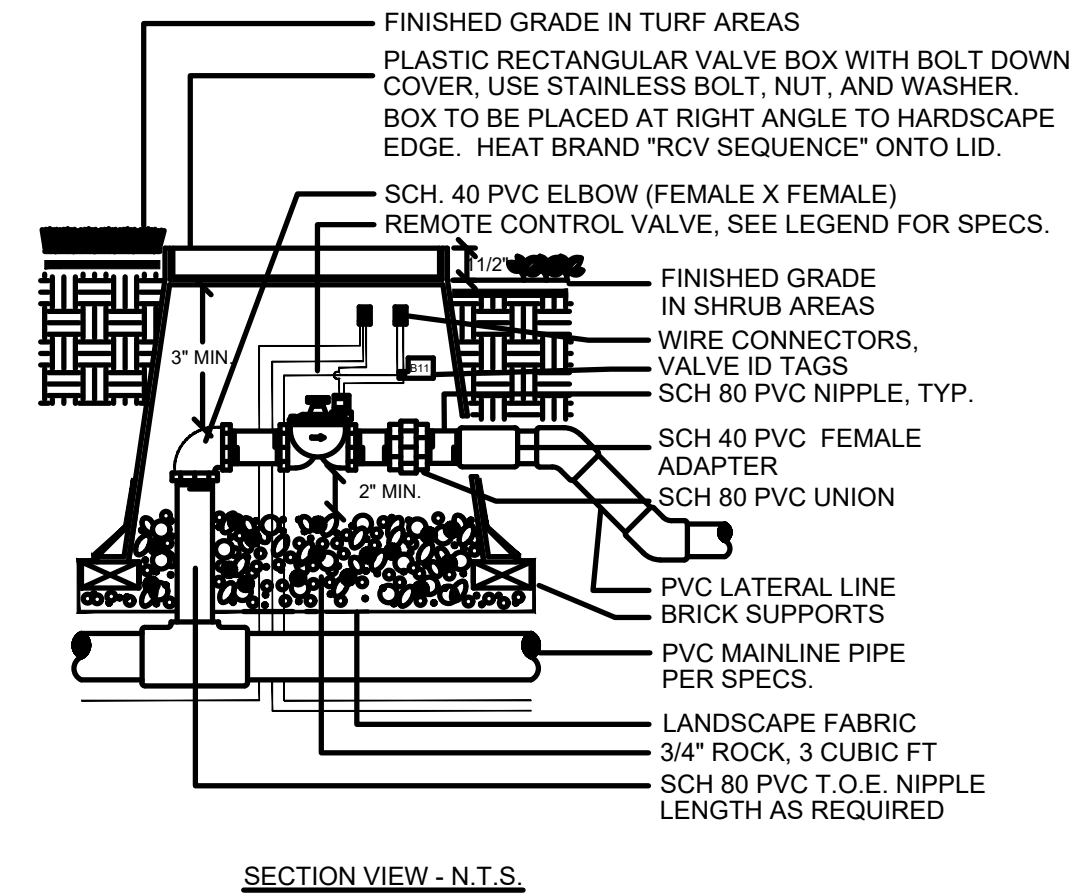 FINISHED GRADE IN TURF AREAS
PLASTIC RECTANGULAR VALVE BOX WITH BOLT DOWN
COVER, USE STAINLESS BOLT, NUT, AND WASHER.
BOX TO BE PLACED AT RIGHT ANGLE TO HARDSCAPE
EDGE. HEAT BRAND "RCV SEQUENCE" ONTO LID.
SCH. 40 PVC ELBOW (FEMALE X FEMALE)
REMOTE CONTROL VALVE, SEE LEGEND FOR SPECS.
11/2"
FINISHED GRADE
IN SHRUB AREAS
WIRE CONNECTORS,
VALVE ID TAGS
3" MIN.
B11
SCH 80 PVC NIPPLE, TYP.
SCH 40 PVC FEMALE
ADAPTER
2" MIN.
SCH 80 PVC UNION
PVC LATERAL LINE
BRICK SUPPORTS
PVC MAINLINE PIPE
PER SPECS.
LANDSCAPE FABRIC
3/4" ROCK, 3 CUBIC FT
SCH 80 PVC T.O.E. NIPPLE
LENGTH AS REQUIRED
SECTION VIEW - N.T.S.